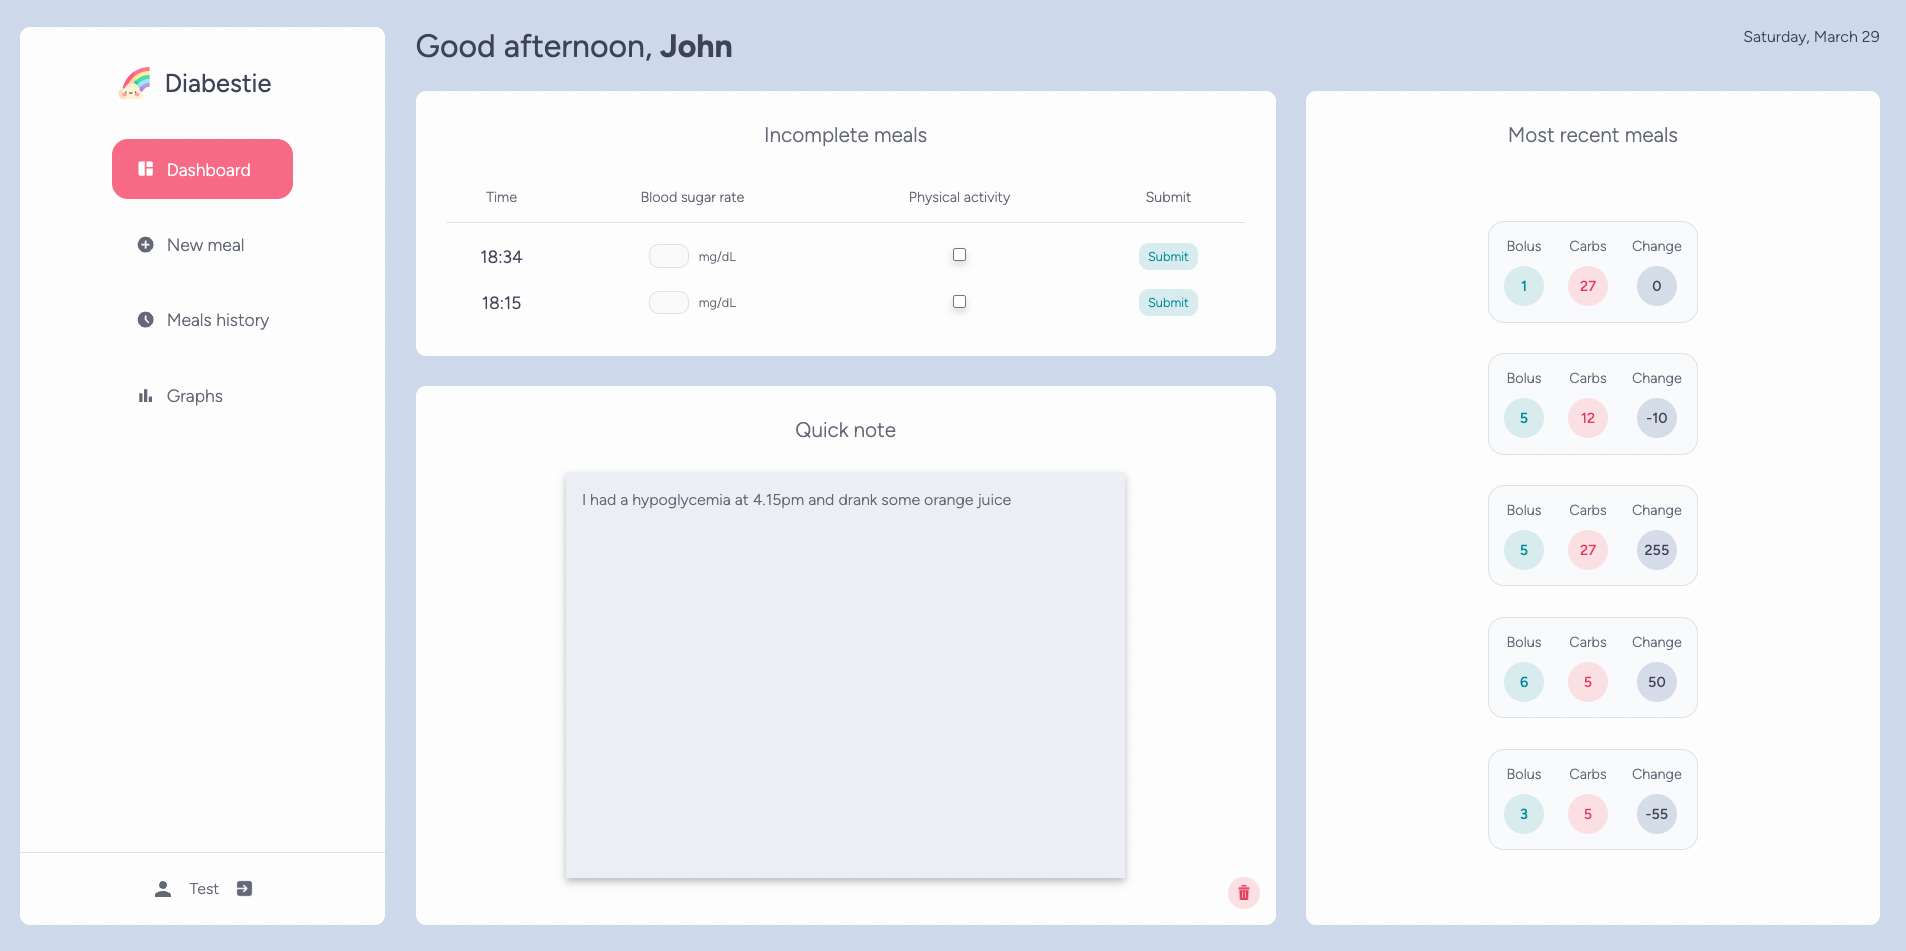 Diabestie
Dashboard
New meal
Meals history
Graphs
Test
Good afternoon, John
Saturday, March 29
Incomplete meals
Time Blood sugar rate Physical activity Submit
18:34 mg/dL Submit
18:15 mg/dL Submit
Quick note
I had a hypoglycemia at 4.15pm and drank some orange juice
Most recent meals
Bolus Carbs Change
1 27 0
Bolus Carbs Change
5 12 -10
Bolus Carbs Change
5 27 255
Bolus Carbs Change
6 5 50
Bolus Carbs Change
3 5 -55